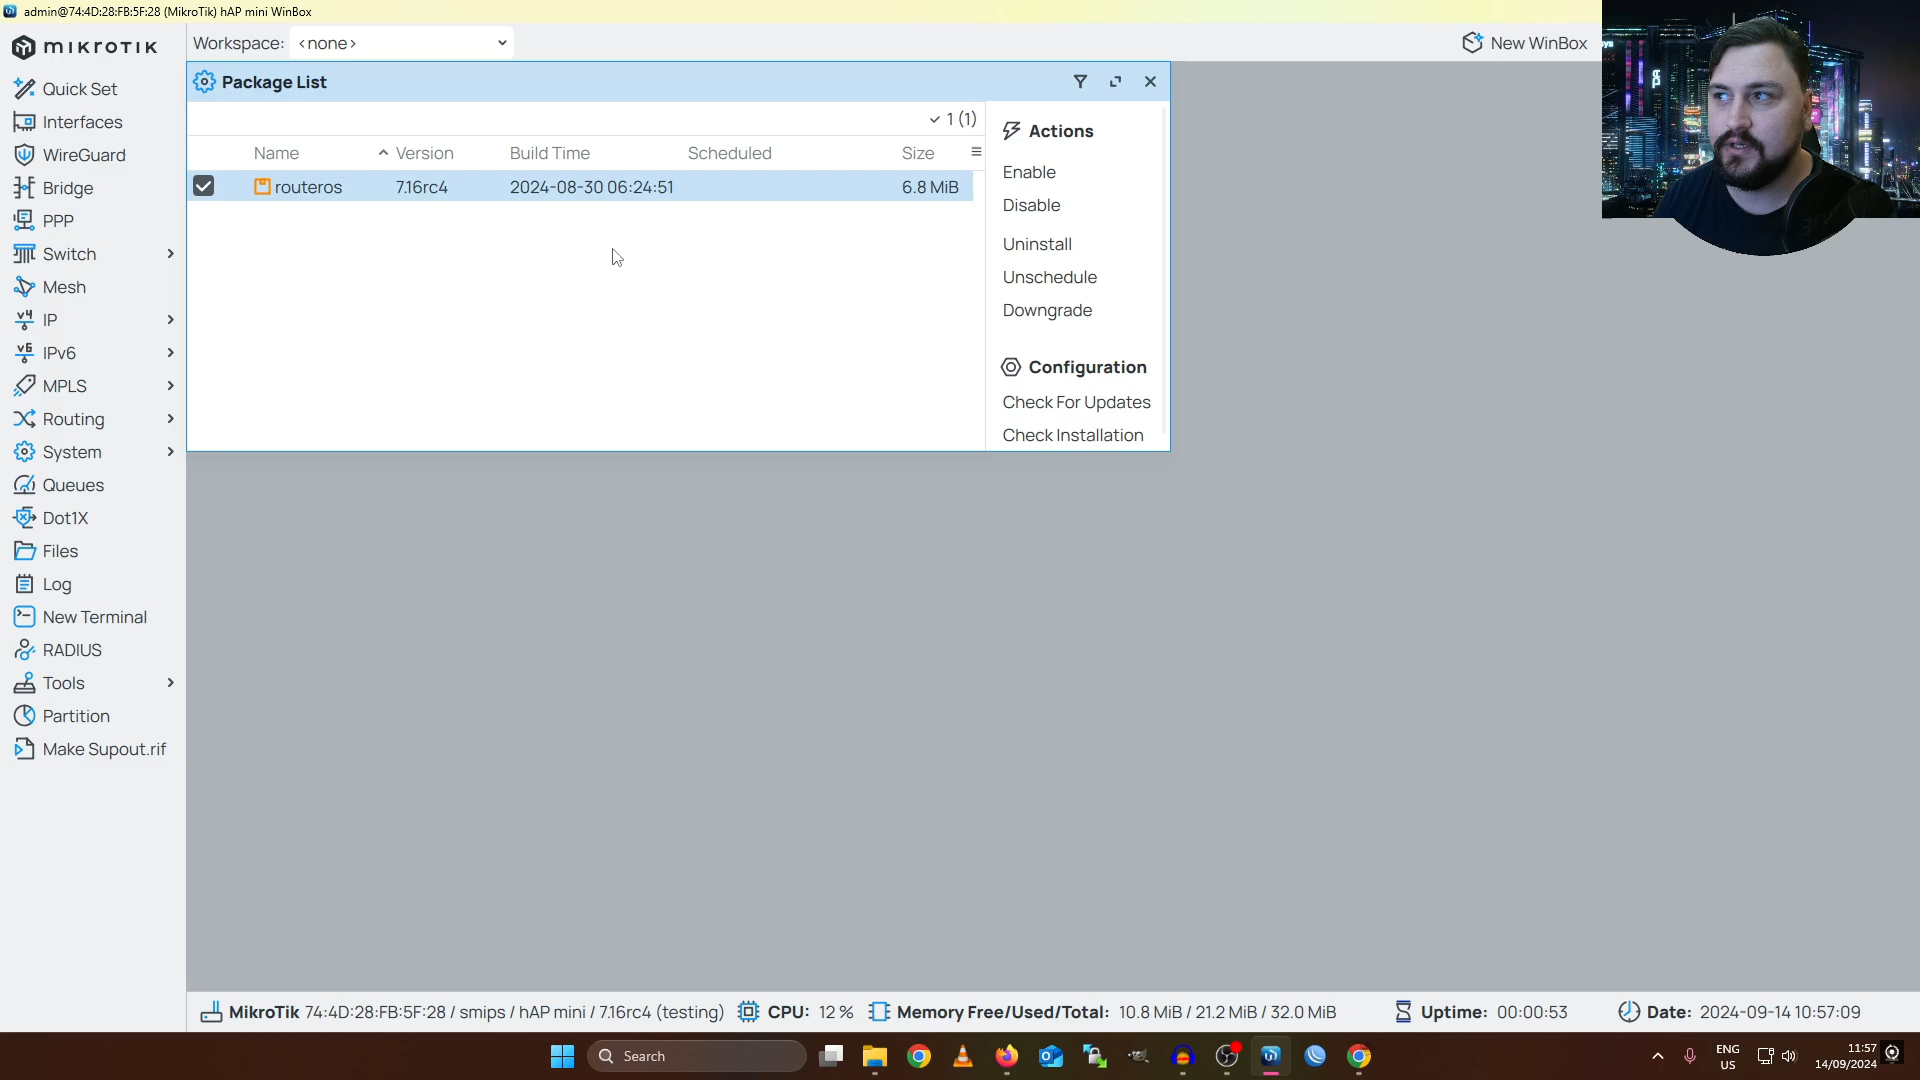 admin@74:4D:28:FB:5F:28 (MikroTik) hAP mini WinBox
MIKROTIK
Workspace: <none>
New WinBox
Quick Set
Interfaces
WireGuard
Bridge
PPP
Switch
Mesh
IP
IPv6
MPLS
Routing
System
Queues
Dot1X
Files
Log
New Terminal
RADIUS
Tools
Partition
Make Supout.rif
Package List
1 (1)
Name Version Build Time Scheduled Size
routeros 7.16rc4 2024-08-30 06:24:51 6.8 MiB
Actions
Enable
Disable
Uninstall
Unschedule
Downgrade
Configuration
Check For Updates
Check Installation
MikroTik 74:4D:28:FB:5F:28 / smips / hAP mini / 7.16rc4 (testing) CPU: 12 % Memory Free/Used/Total: 10.8 MiB / 21.2 MiB / 32.0 MiB Uptime: 00:00:53 Date: 2024-09-14 10:57:09
Search
ENG
US
11:57
14/09/2024